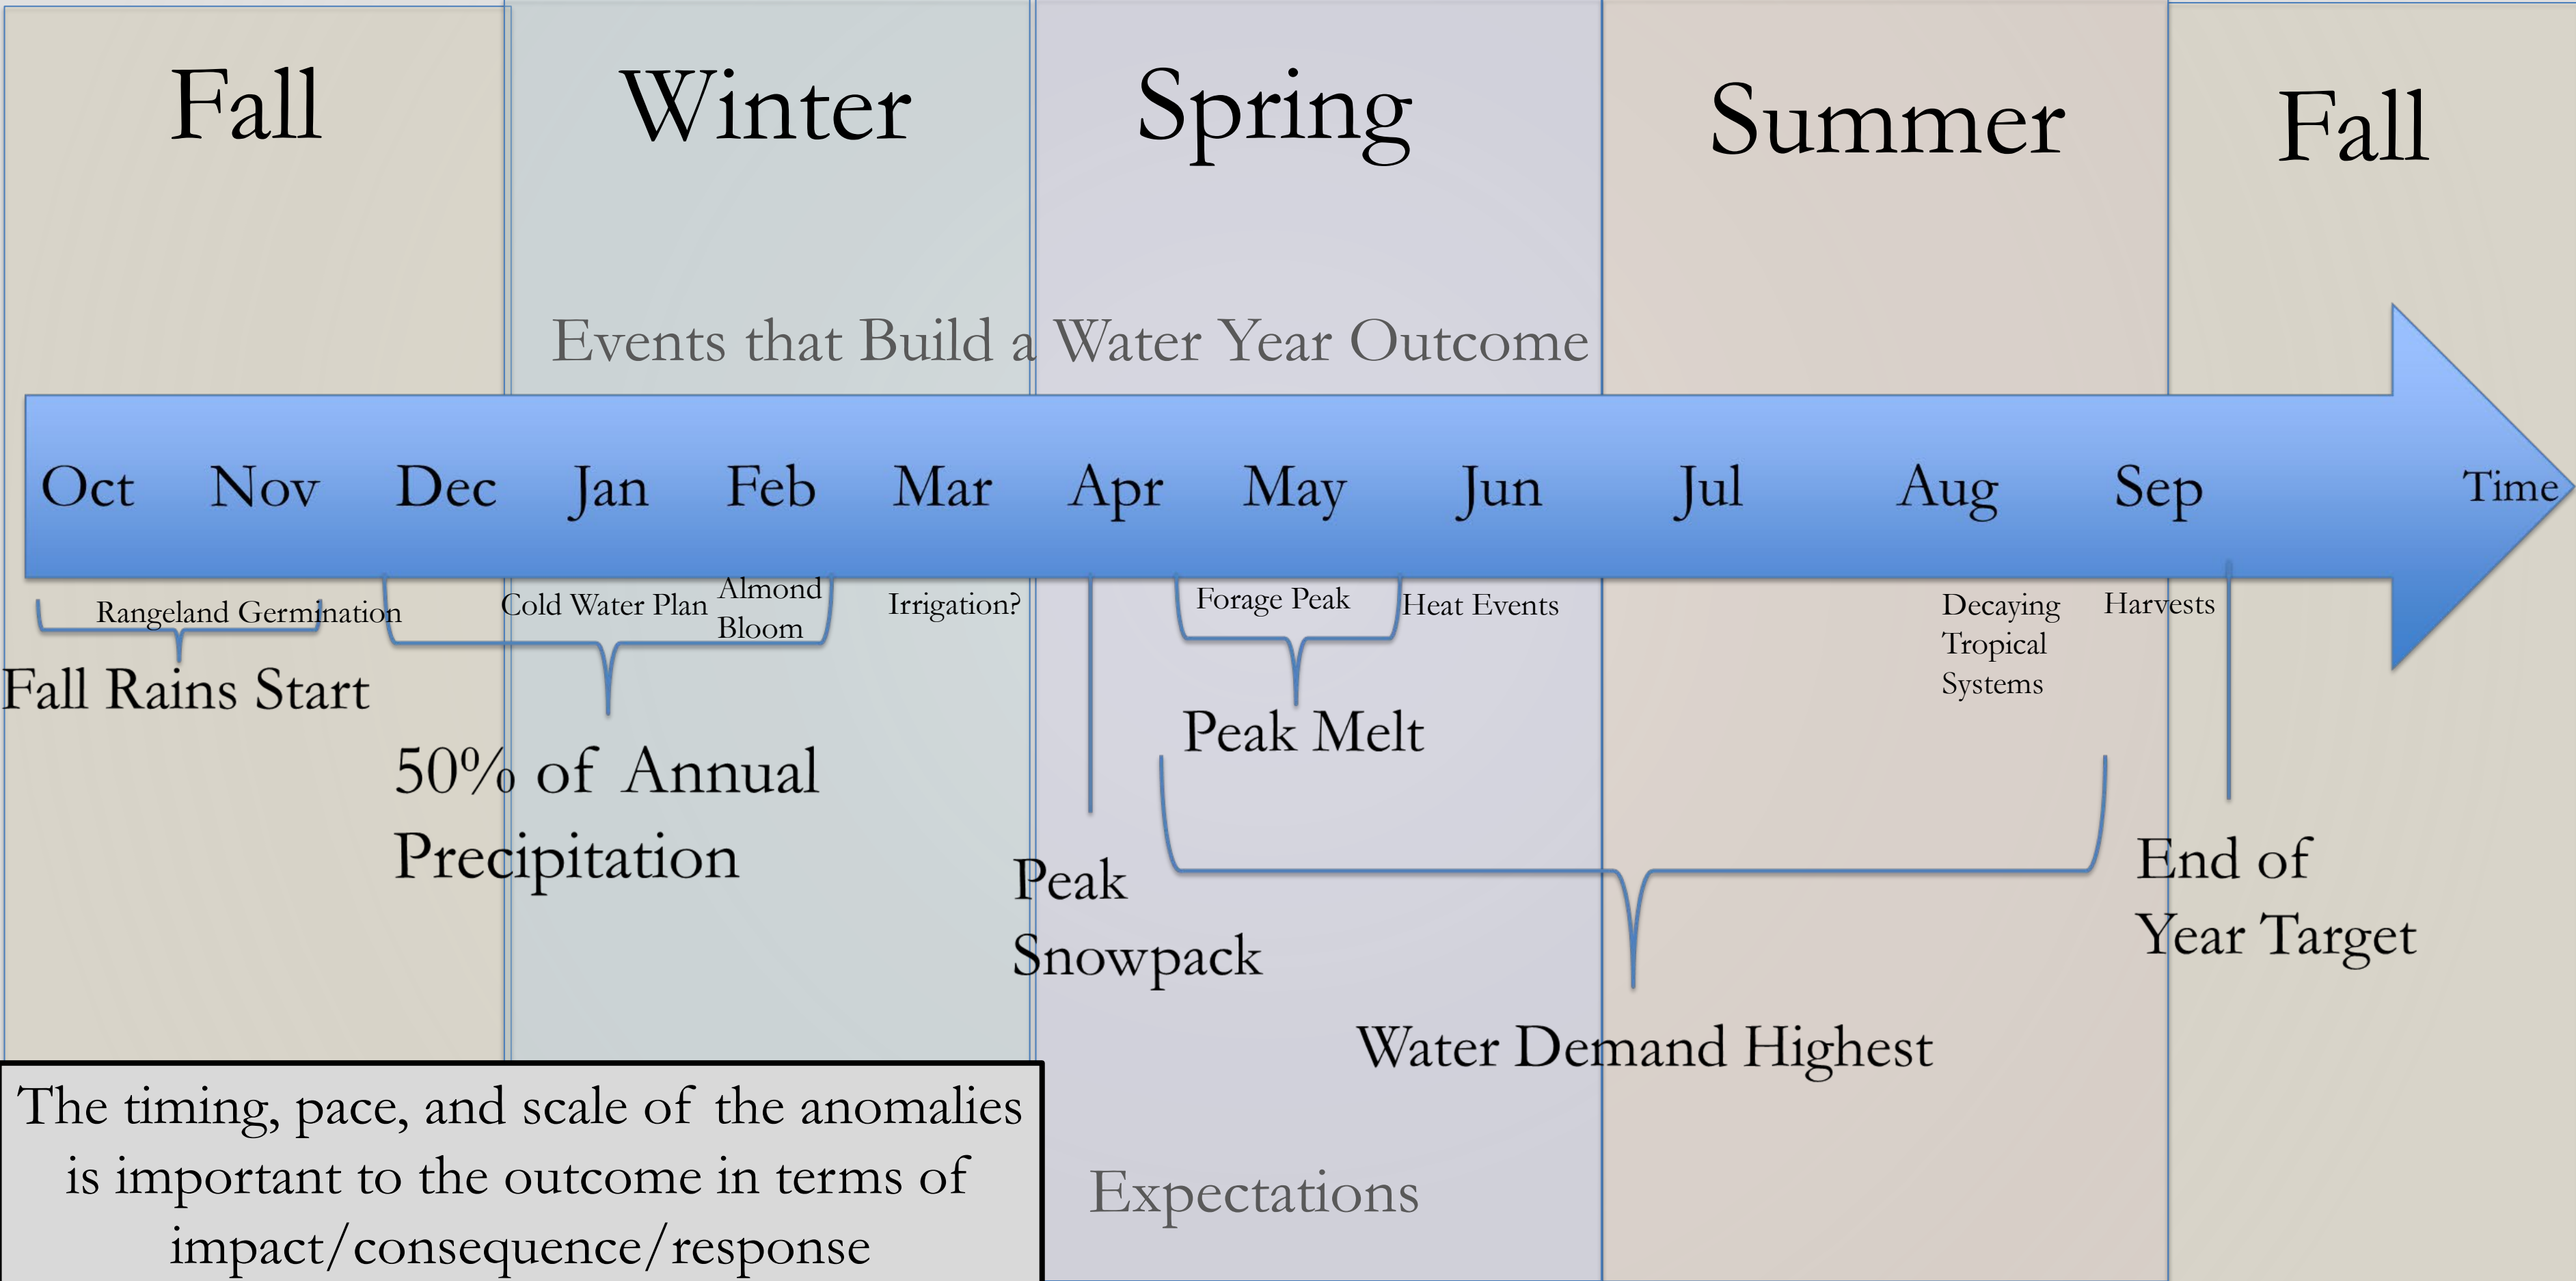 Fall
Winter
Spring
Summer
Fall
Events that Build a Water Year Outcome
Oct Nov Dec Jan Feb Mar Apr May Jun Jul Aug Sep Time
Rangeland Germination
Cold Water Plan
Almond
Bloom
Irrigation?
Forage Peak
Heat Events
Decaying
Tropical
Systems
Harvests
Fall Rains Start
50% of Annual
Precipitation
Peak Melt
Peak
Snowpack
End of
Year Target
Water Demand Highest
The timing, pace, and scale of the anomalies
is important to the outcome in terms of
impact/consequence/response
Expectations